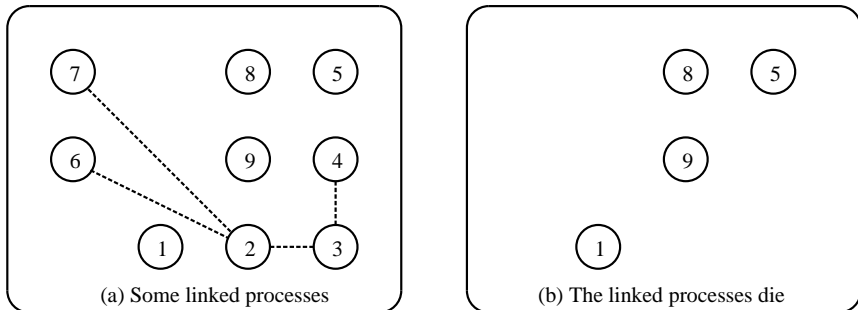 7 8 5
6 9 4
1 2 3
(a) Some linked processes
8 5
9
1
(b) The linked processes die